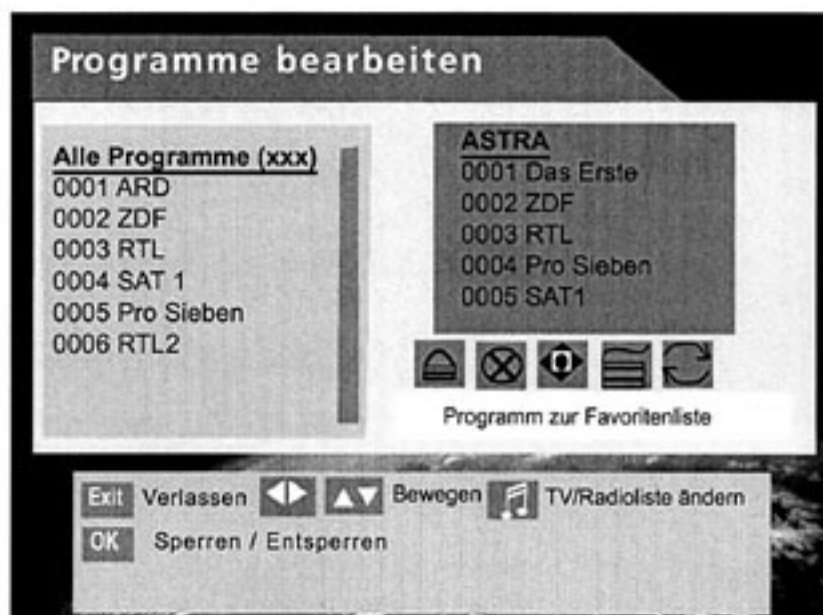 Programme bearbeiten
Alle Programme (xxx)
0001 ARD
0002 ZDF
0003 RTL
0004 SAT 1
0005 Pro Sieben
0006 RTL2
ASTRA
0001 Das Erste
0002 ZDF
0003 RTL
0004 Pro Sieben
0005 SAT1
Programm zur Favoritenliste
Exit Verlassen Bewegen TV/Radioliste ändern
OK Sperren / Entsperren